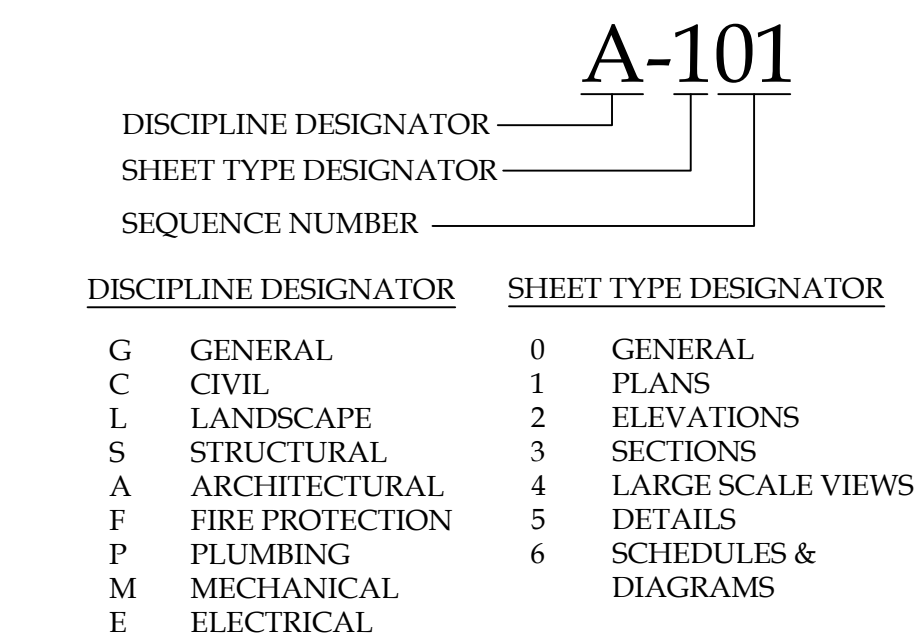 A-101
DISCIPLINE DESIGNATOR
SHEET TYPE DESIGNATOR
SEQUENCE NUMBER
DISCIPLINE DESIGNATOR
G GENERAL
C CIVIL
L LANDSCAPE
S STRUCTURAL
A ARCHITECTURAL
F FIRE PROTECTION
P PLUMBING
M MECHANICAL
E ELECTRICAL
SHEET TYPE DESIGNATOR
0 GENERAL
1 PLANS
2 ELEVATIONS
3 SECTIONS
4 LARGE SCALE VIEWS
5 DETAILS
6 SCHEDULES &
DIAGRAMS